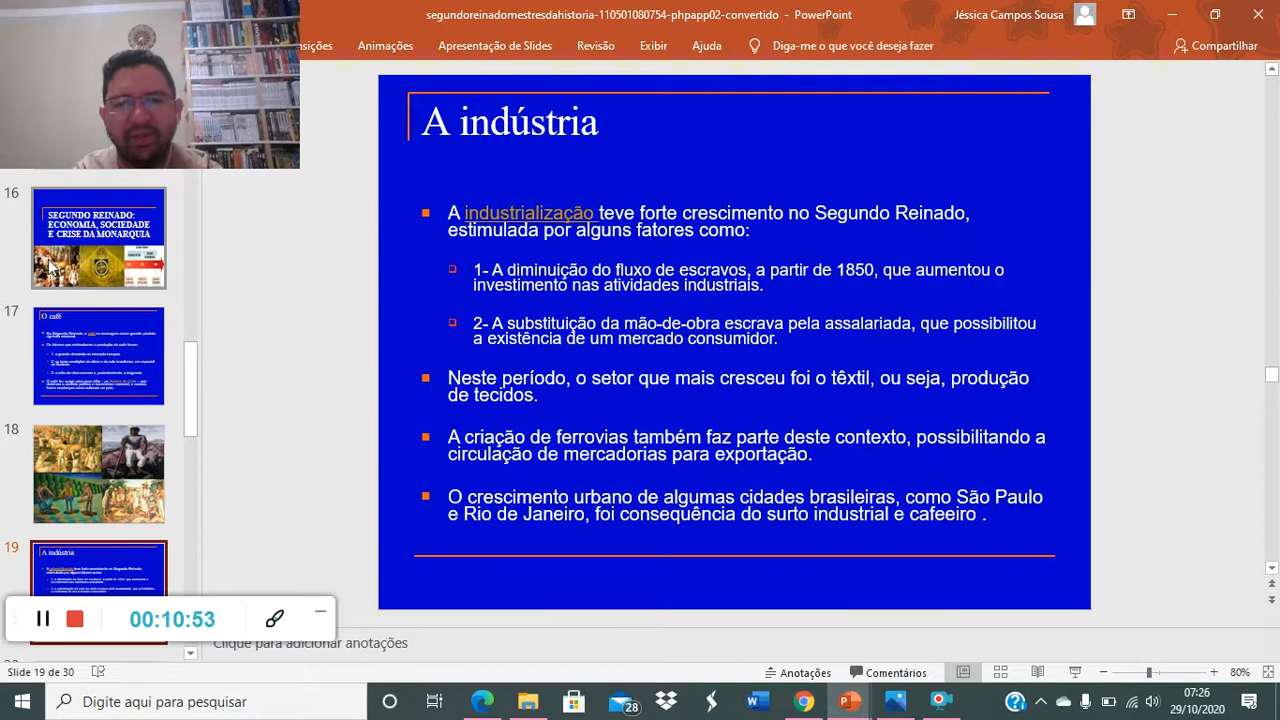 segundoreinadomestresdahistoria-110501080754-phpapp02-convertido - PowerPoint
Jéssica Campos Sousa
sições
Animações
Apresentação de Slides
Revisão
Exibir
Ajuda
Diga-me o que você deseja fazer
Compartilhar
16
SEGUNDO REINADO:
ECONOMIA, SOCIEDADE
E CRISE DA MONARQUIA
17
O café
18
19
A indústria
A indústria
A industrialização teve forte crescimento no Segundo Reinado,
estimulada por alguns fatores como:
1- A diminuição do fluxo de escravos, a partir de 1850, que aumentou o
investimento nas atividades industriais.
2- A substituição da mão-de-obra escrava pela assalariada, que possibilitou
a existência de um mercado consumidor.
Neste período, o setor que mais cresceu foi o têxtil, ou seja, produção
de tecidos.
A criação de ferrovias também faz parte deste contexto, possibilitando a
circulação de mercadorias para exportação.
O crescimento urbano de algumas cidades brasileiras, como São Paulo
e Rio de Janeiro, foi consequência do surto industrial e cafeeiro .
00:10:53
Clique para adicionar anotações
Slide 19 de 30
Anotações
Comentários
80%
Digite aqui para pesquisar
28
07:26
29/10/2020